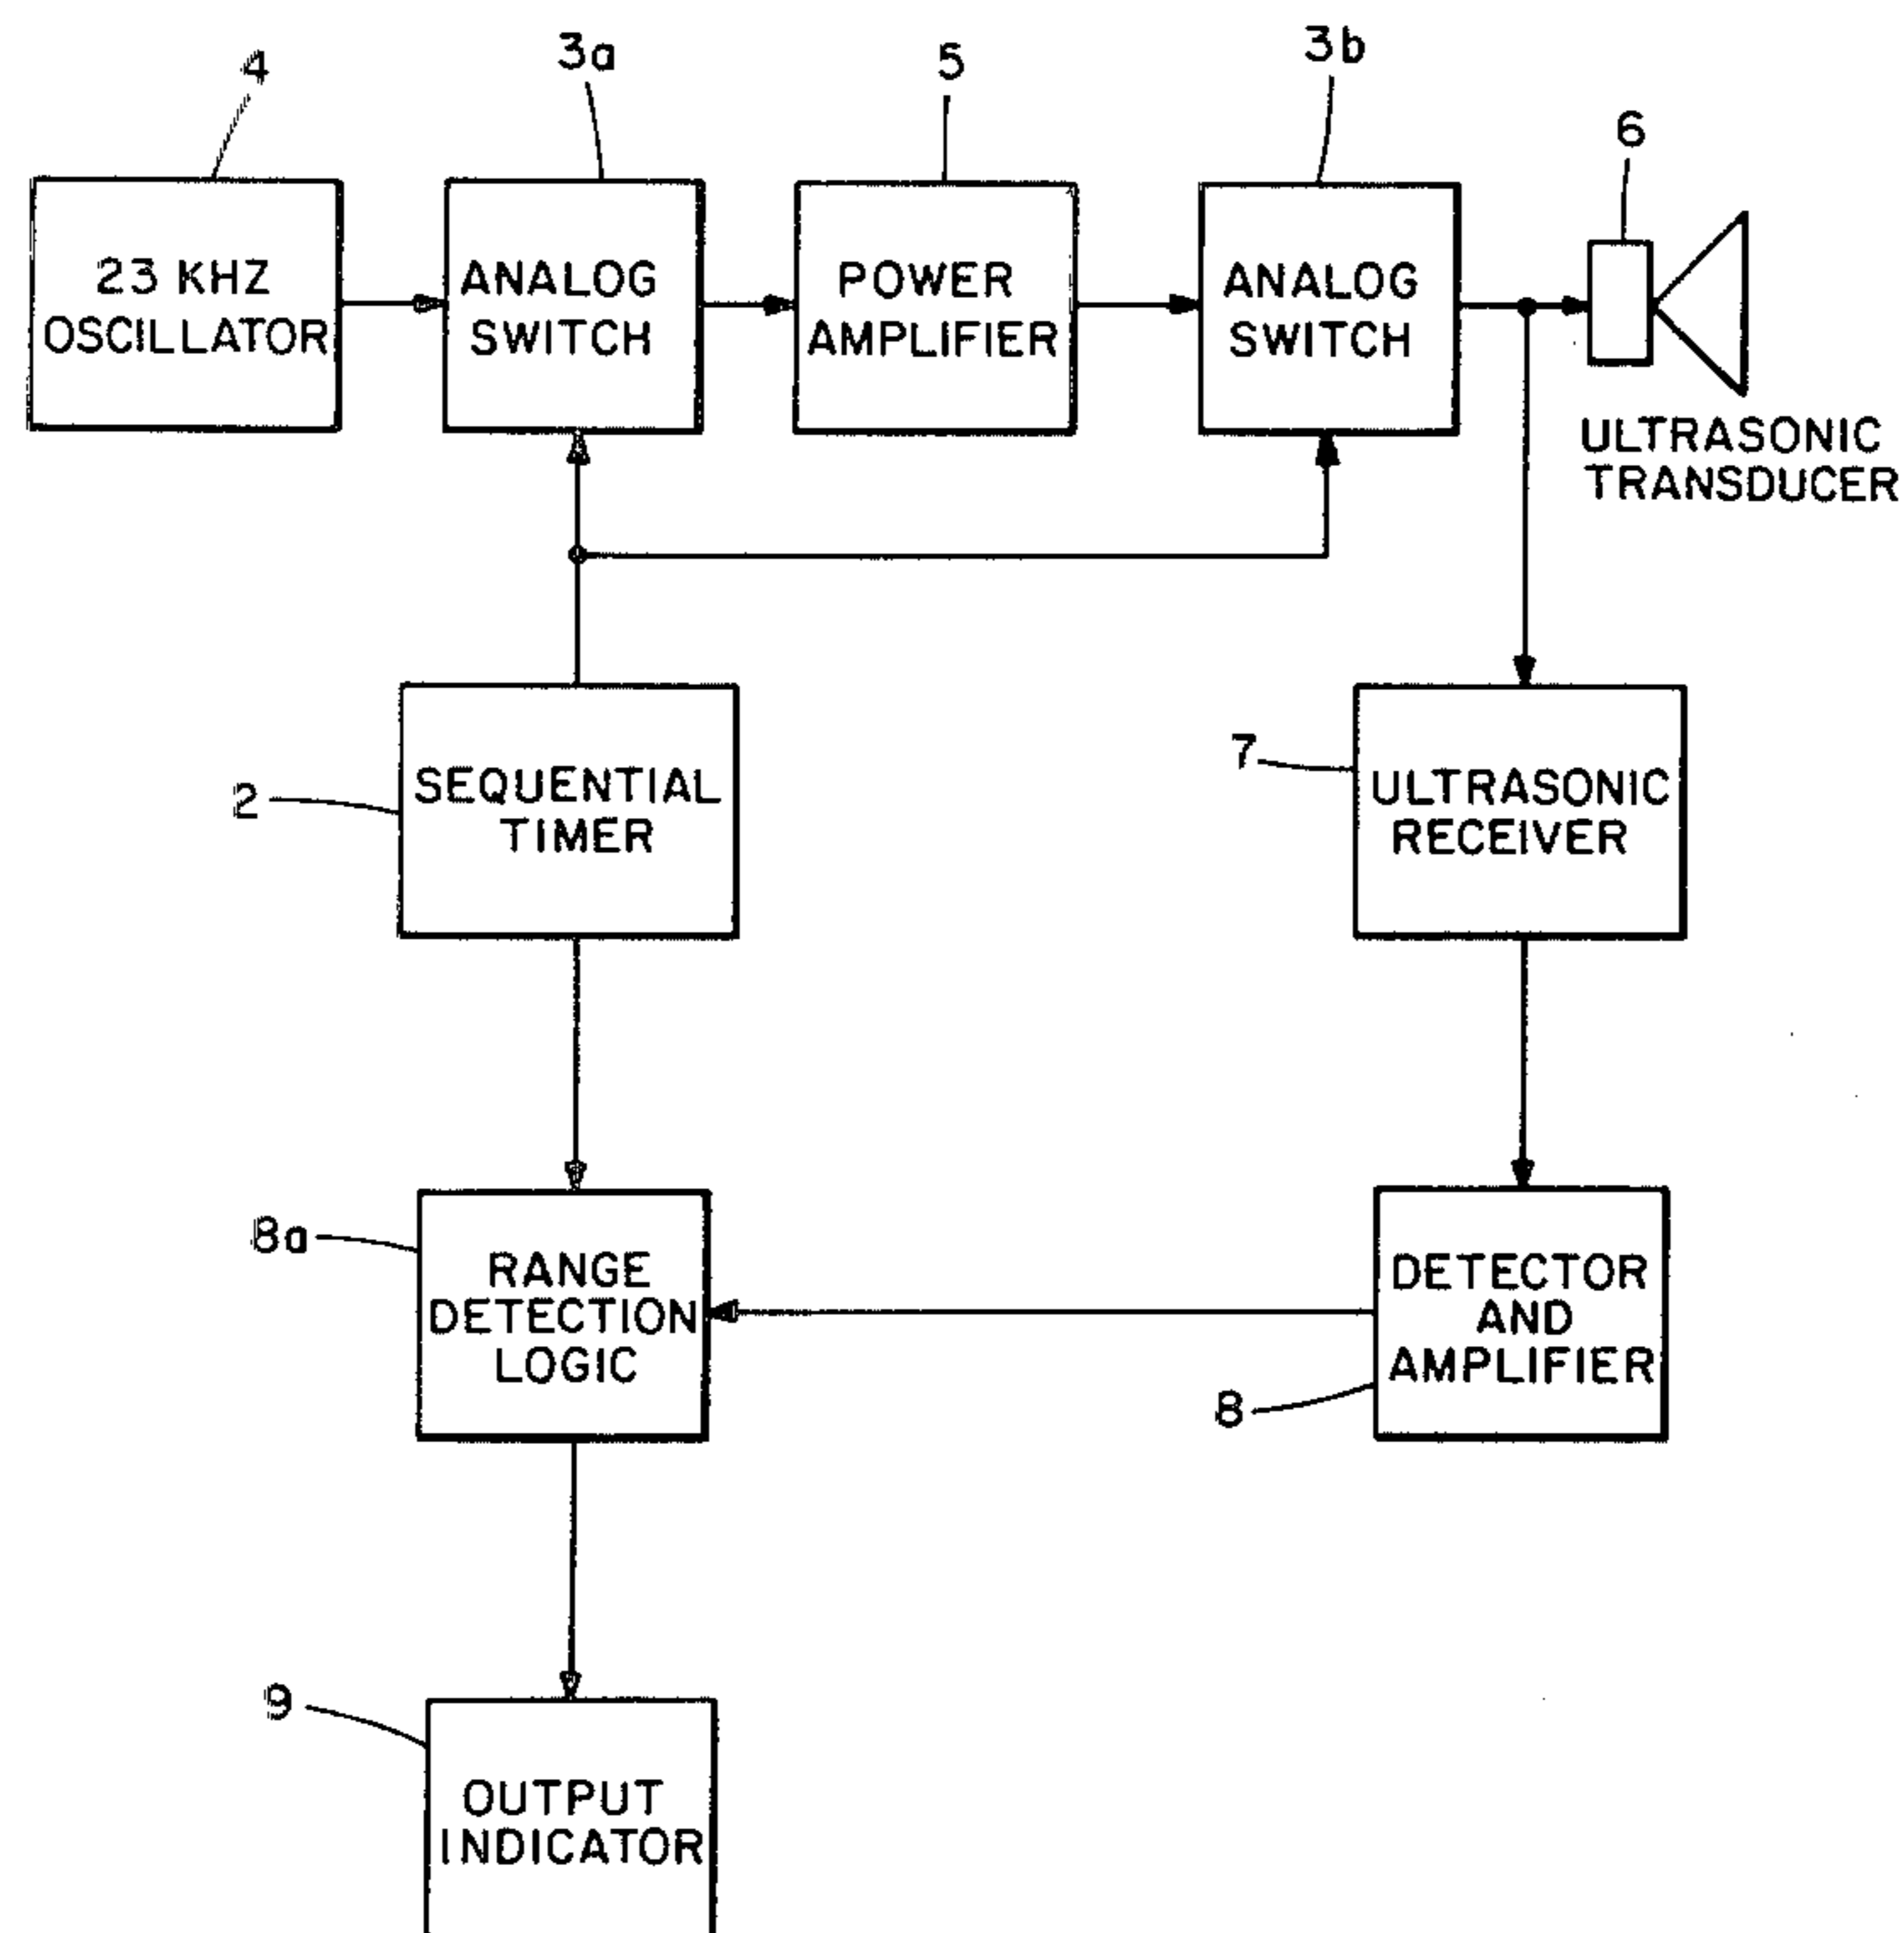 4
3a
5
3b
6
23 KHZ
OSCILLATOR
ANALOG
SWITCH
POWER
AMPLIFIER
ANALOG
SWITCH
ULTRASONIC
TRANSDUCER
2
SEQUENTIAL
TIMER
7
ULTRASONIC
RECEIVER
8a
RANGE
DETECTION
LOGIC
DETECTOR
AND
AMPLIFIER
8
9
OUTPUT
INDICATOR